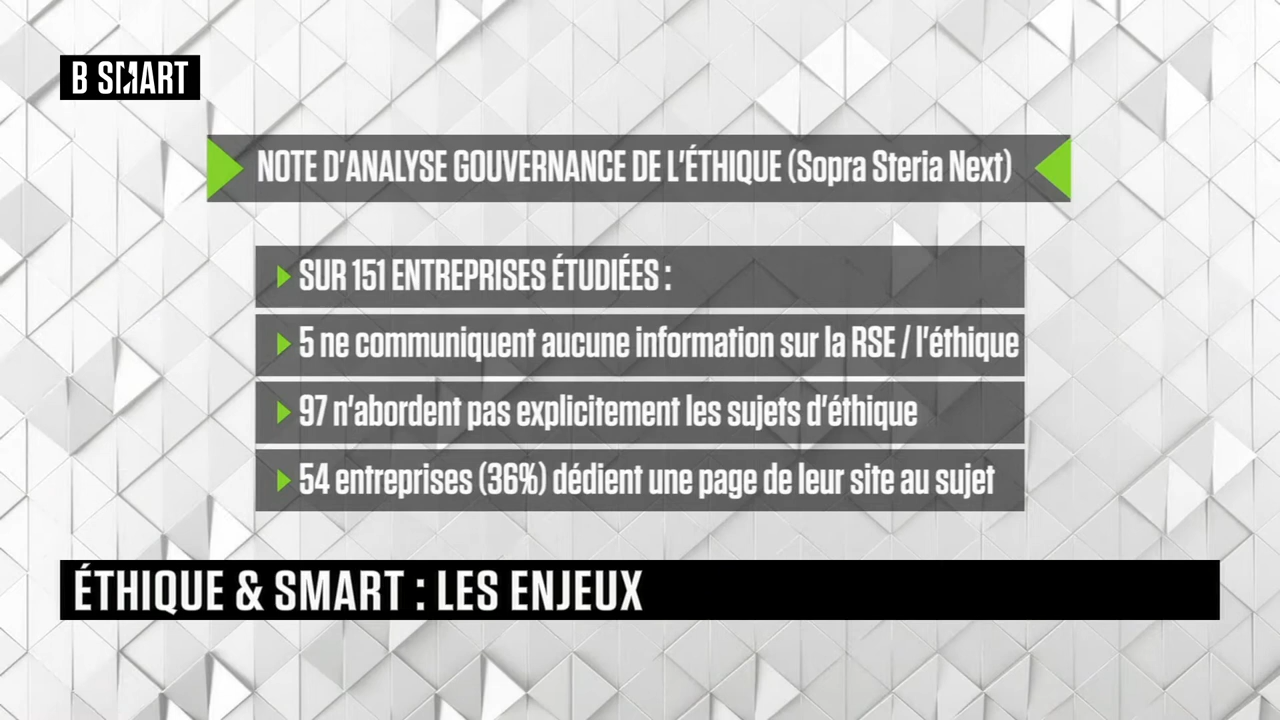 B SMART
NOTE D'ANALYSE GOUVERNANCE DE L'ÉTHIQUE (Sopra Steria Next)
SUR 151 ENTREPRISES ÉTUDIÉES :
5 ne communiquent aucune information sur la RSE / l'éthique
97 n'abordent pas explicitement les sujets d'éthique
54 entreprises (36%) dédient une page de leur site au sujet
ÉTHIQUE & SMART : LES ENJEUX